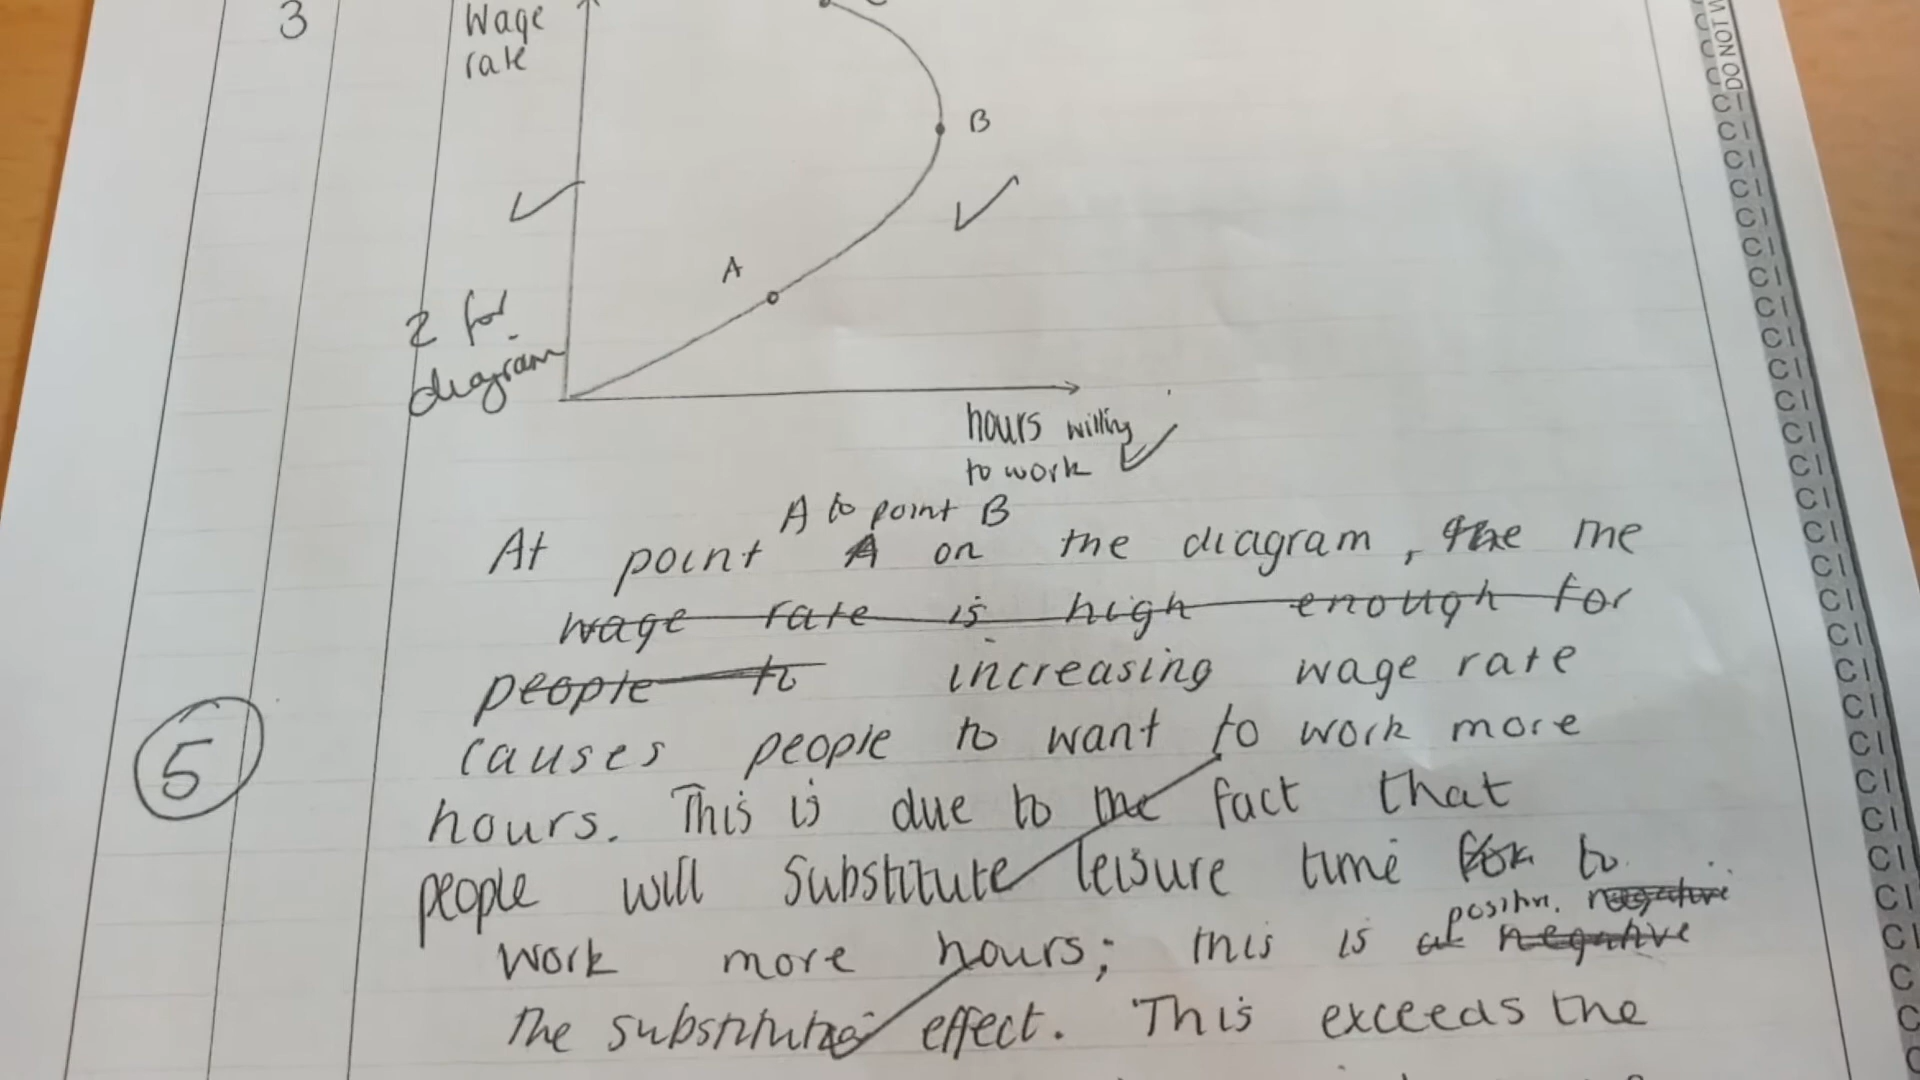 3
Wage
rate
B
A
2 for
diagram
hours willing
to work
A to point B
At point A on the diagram, the the
wage rate is high enough for
people to increasing wage rate
causes people to want to work more
hours. This is due to the fact that
people will substitute leisure time for to
5
positive. negative
work more hours; this is negative
the substitution effect. This exceeds the
DO NOT W